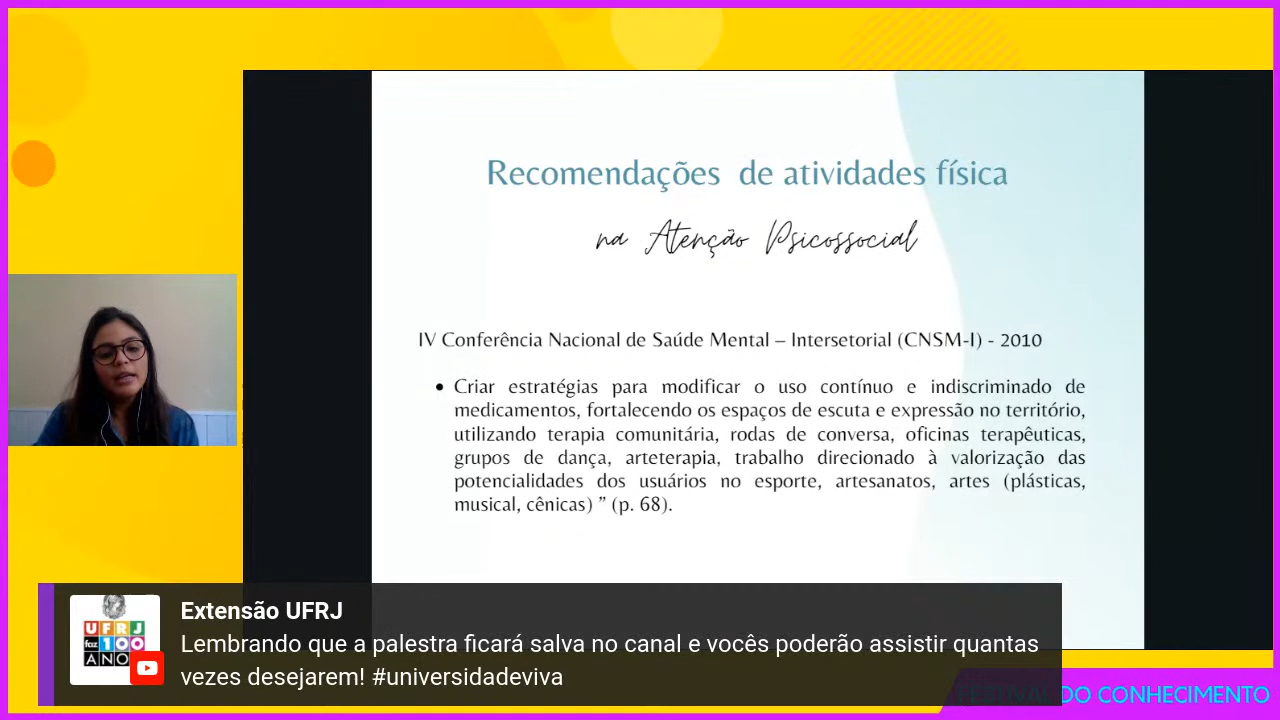 Recomendações de atividades física
na Atenção Psicossocial
IV Conferência Nacional de Saúde Mental – Intersetorial (CNSM-I) - 2010
• Criar estratégias para modificar o uso contínuo e indiscriminado de
medicamentos, fortalecendo os espaços de escuta e expressão no território,
utilizando terapia comunitária, rodas de conversa, oficinas terapêuticas,
grupos de dança, arteterapia, trabalho direcionado à valorização das
potencialidades dos usuários no esporte, artesanatos, artes (plásticas,
musical, cênicas) ” (p. 68).
UFRJ
faz 100
ANO
Extensão UFRJ
Lembrando que a palestra ficará salva no canal e vocês poderão assistir quantas
vezes desejarem! #universidadeviva
FESTIVAL DO CONHECIMENTO